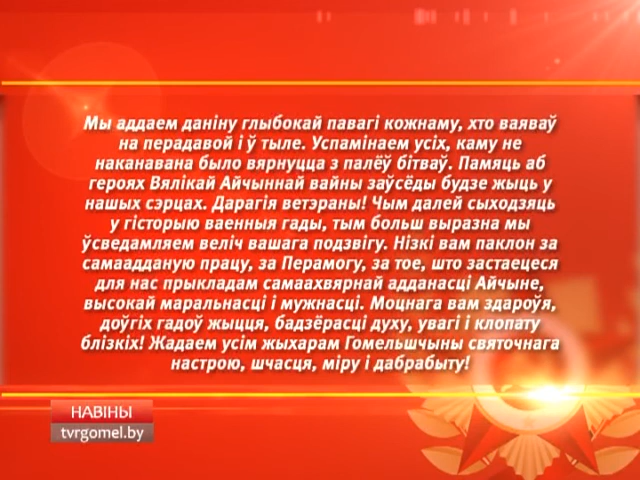 Мы аддаем даніну глыбокай павагі кожнаму, хто ваяваў
на перадавой і ў тыле. Успамінаем усіх, каму не
наканавана было вярнуцца з палёў бітваў. Памяць аб
героях Вялікай Айчыннай вайны заўсёды будзе жыць у
нашых сэрцах. Дарагія ветэраны! Чым далей сыходзяць
у гісторыю ваенныя гады, тым больш выразна мы
ўсведамляем веліч вашага подзвігу. Нізкі вам паклон за
самаадданую працу, за Перамогу, за тое, што застаецеся
для нас прыкладам самаахвярнай адданасці Айчыне,
высокай маральнасці і мужнасці. Моцнага вам здароўя,
доўгіх гадоў жыцця, бадзёрасці духу, увагі і клопату
блізкіх! Жадаем усім жыхарам Гомельшчыны святочнага
настрою, шчасця, міру і дабрабыту!
НАВІНЫ
tvrgomel.by